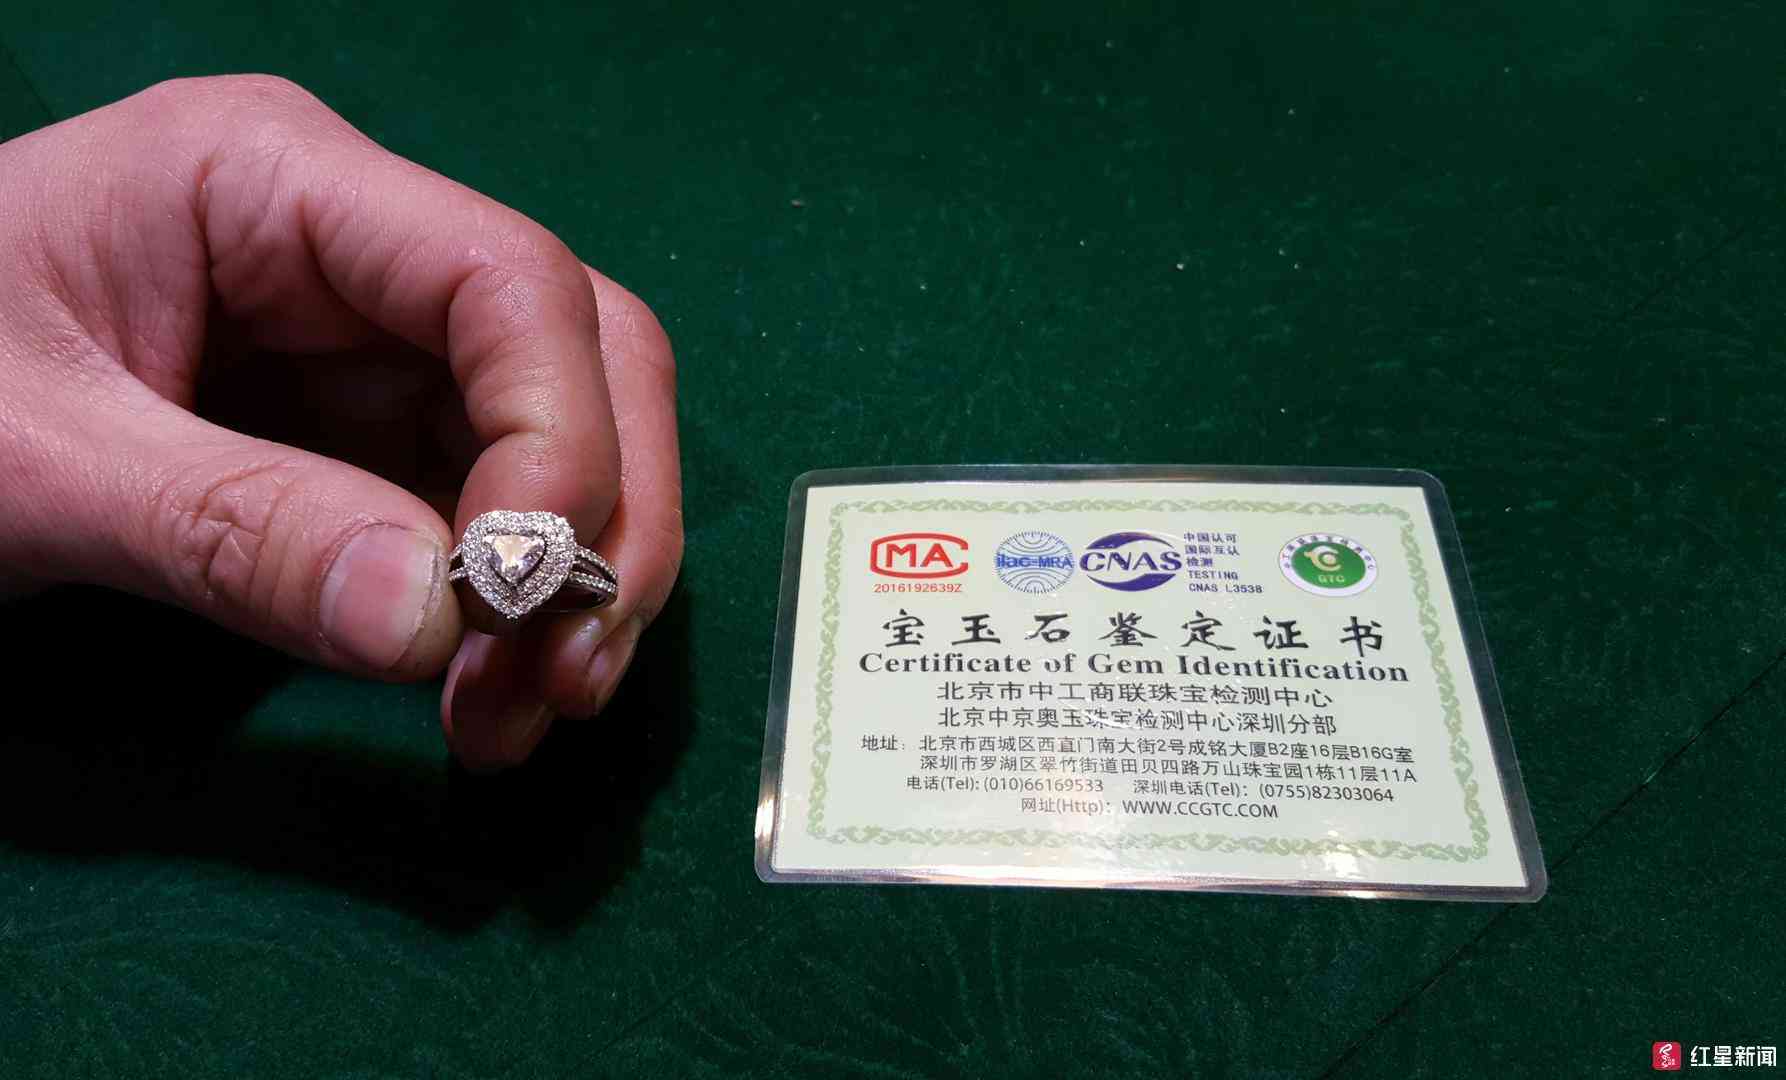 MA
2016192639Z
ilac-MRA
CNAS
中国认可
国际互认
检测
TESTING
CNAS L3538
GTC
宝玉石鉴定证书
Certificate of Gem Identification
北京市中工商联珠宝检测中心
北京中京奥玉珠宝检测中心深圳分部
地址：北京市西城区西直门南大街2号成铭大厦B2座16层B16G室
深圳市罗湖区翠竹街道田贝四路万山珠宝园1栋11层11A
电话(Tel): (010)66169533 深圳电话(Tel)：(0755)82303064
网址(Http)：WWW.CCGTC.COM
红星新闻